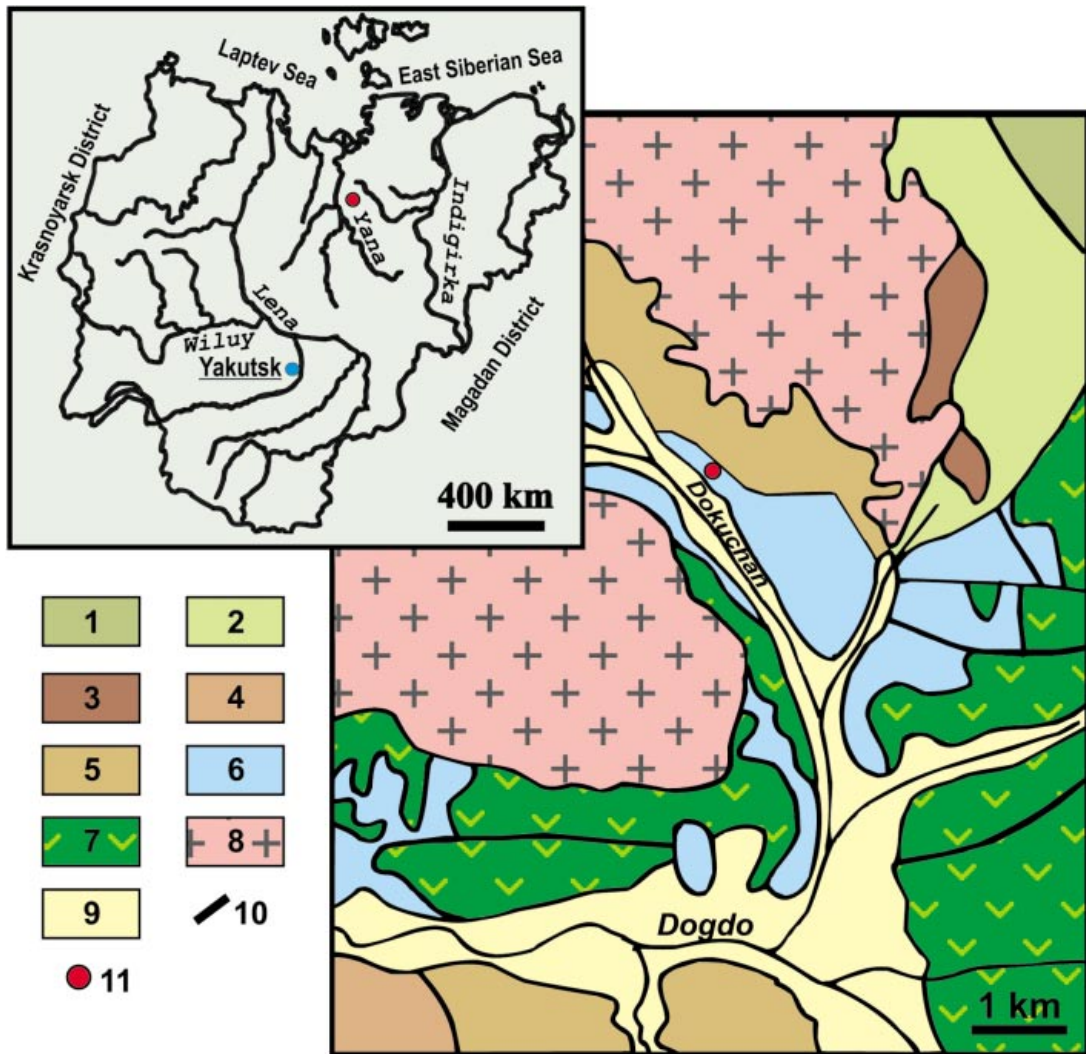 Laptev Sea
East Siberian Sea
Krasnoyarsk District
Yana
Indigirka
Lena
Wiluy
Yakutsk
Magadan District
400 km
Dokuchan
Dogdo
1 km
1
2
3
4
5
6
7
8
9
10
11